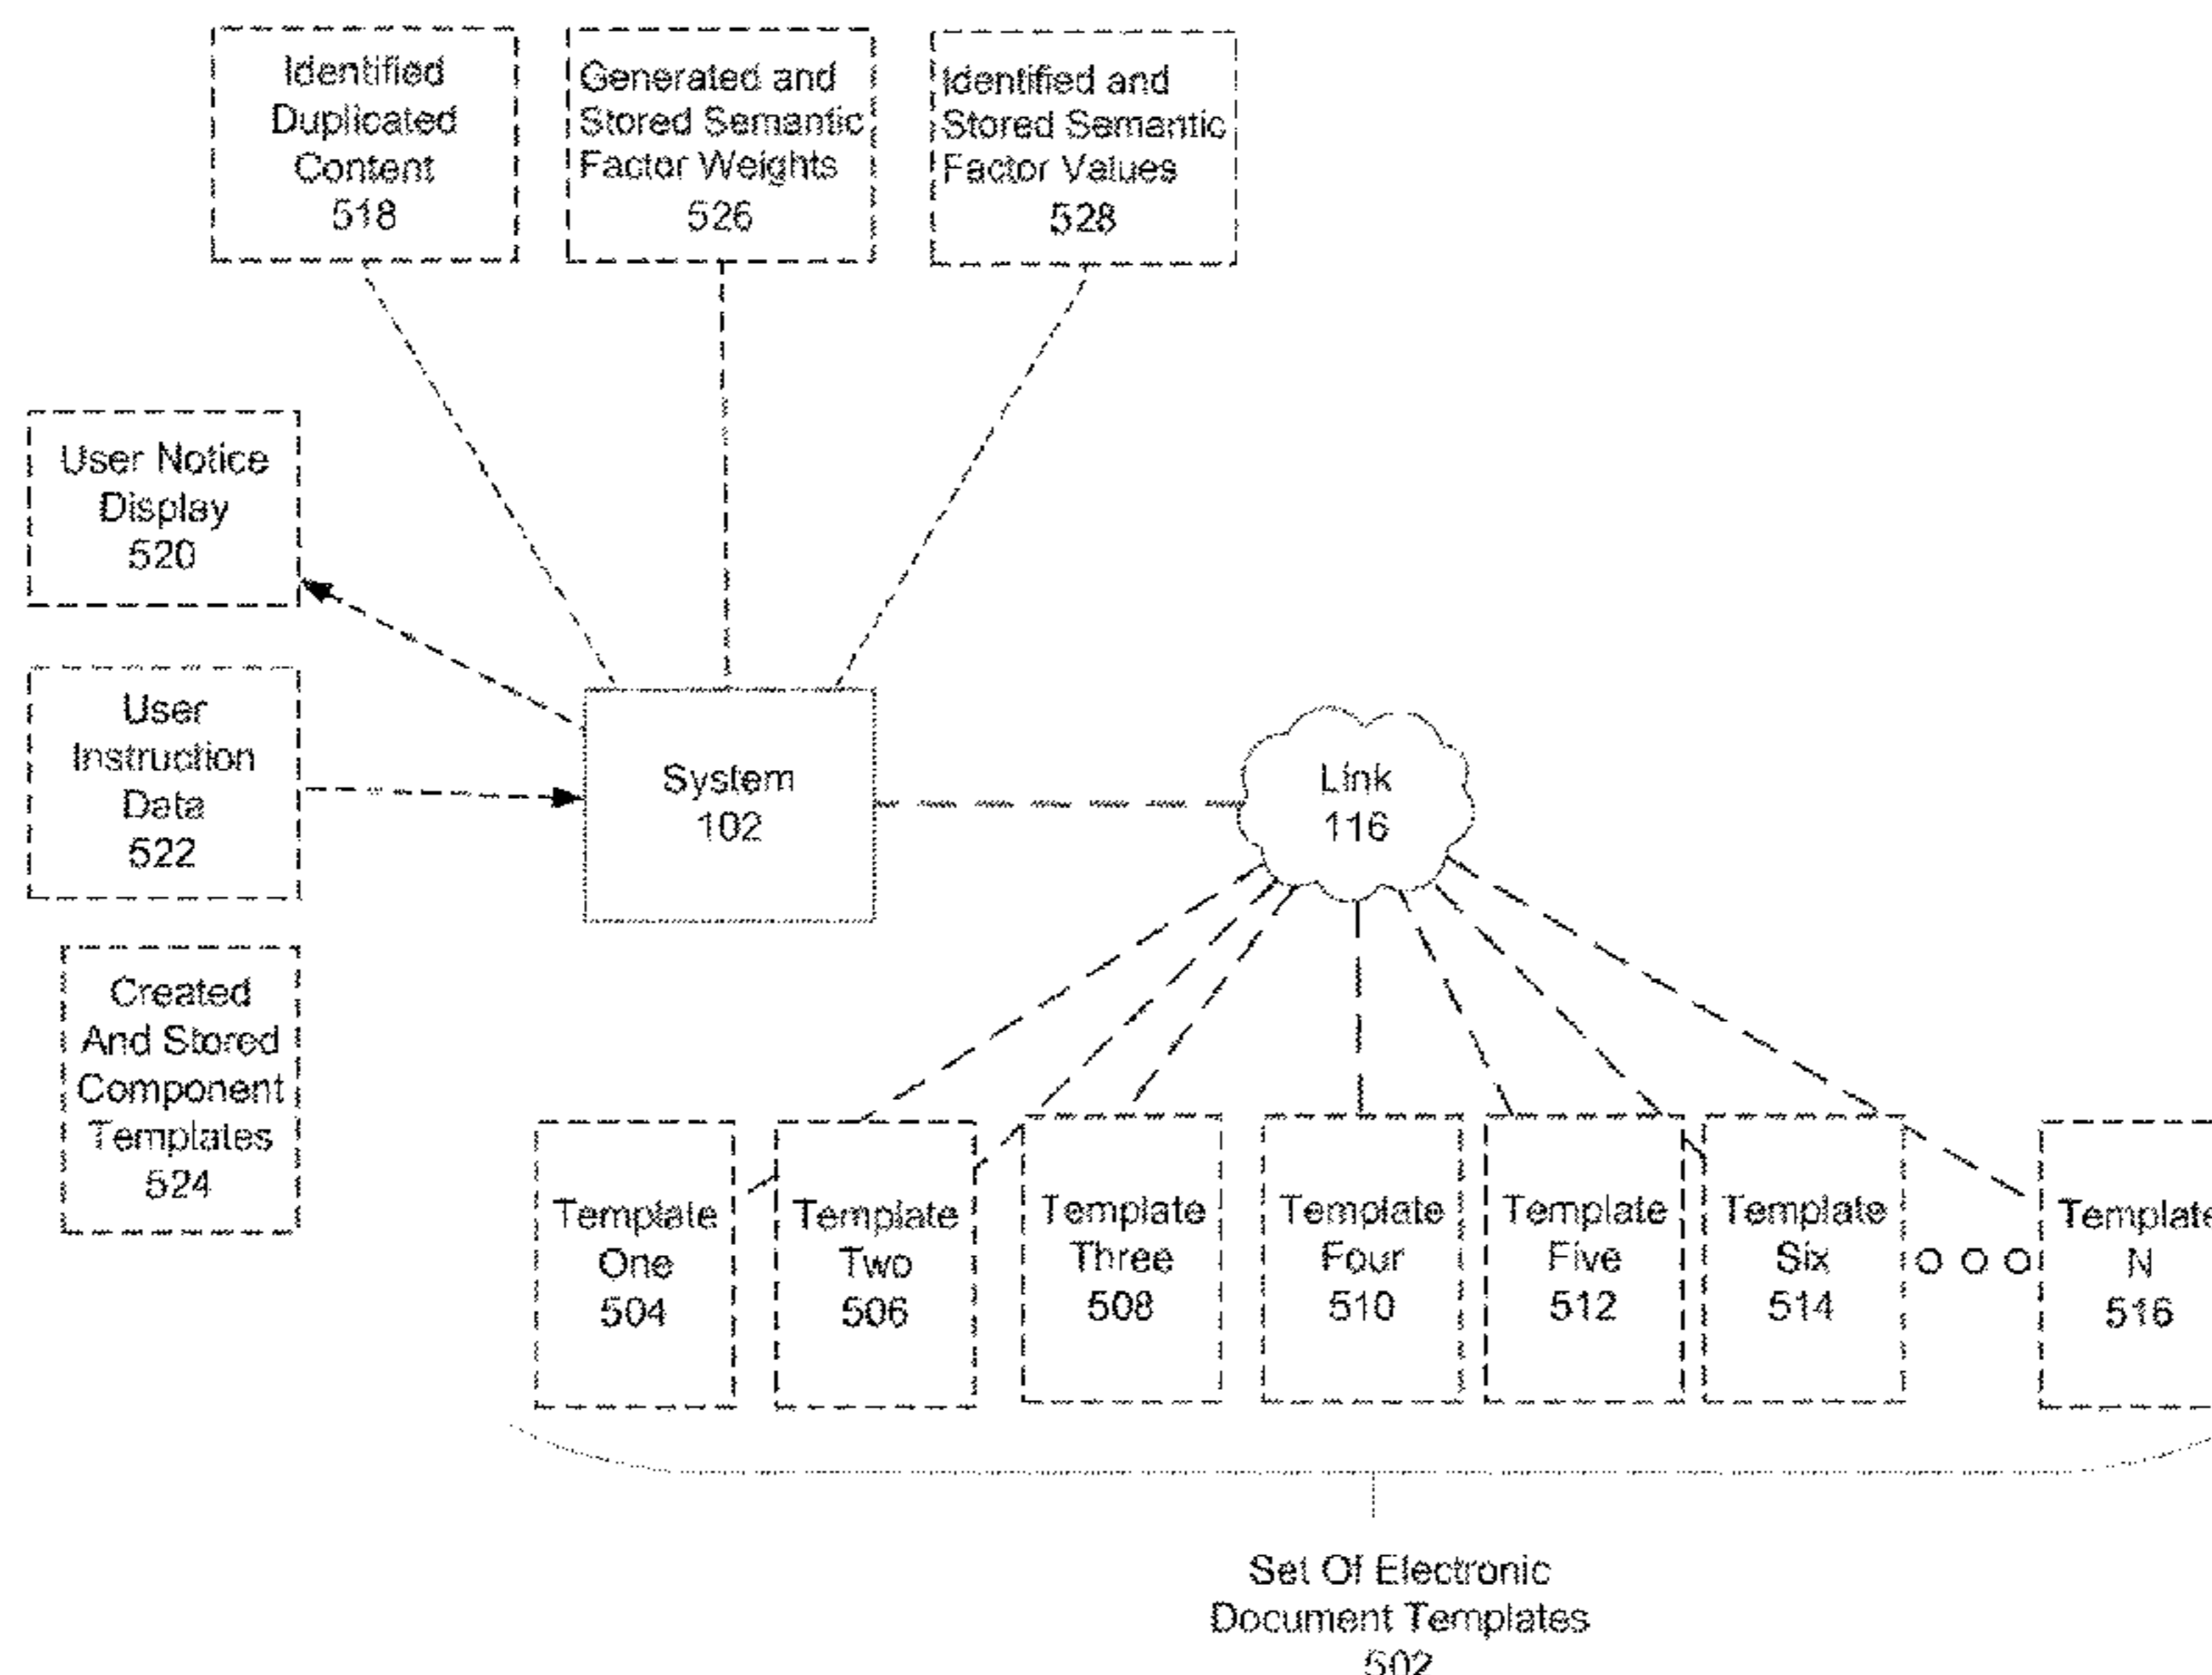 Identified
Duplicated
Content
518
Generated and
Stored Semantic
Factor Weights
526
Identified and
Stored Semantic
Factor Values
528
User Notice
Display
520
User
Instruction
Data
522
System
102
Link
116
Created
And Stored
Component
Templates
524
Template
One
504
Template
Two
506
Template
Three
508
Template
Four
510
Template
Five
512
Template
Six
514
Template
N
516
Set Of Electronic
Document Templates
502